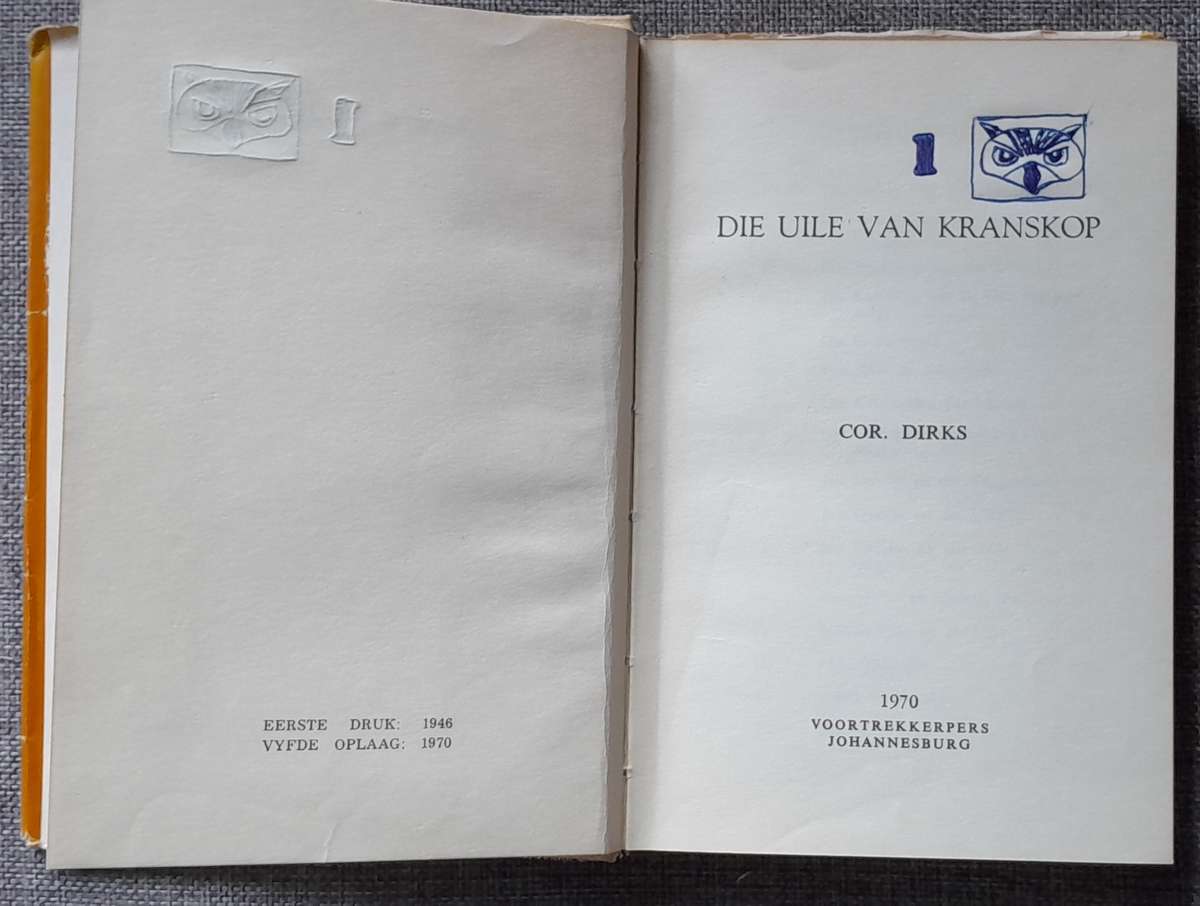 EERSTE DRUK: 1946
VYFDE OPLAAG: 1970
1
DIE UILE VAN KRANSKOP
COR. DIRKS
1970
VOORTREKKERPERS
JOHANNESBURG